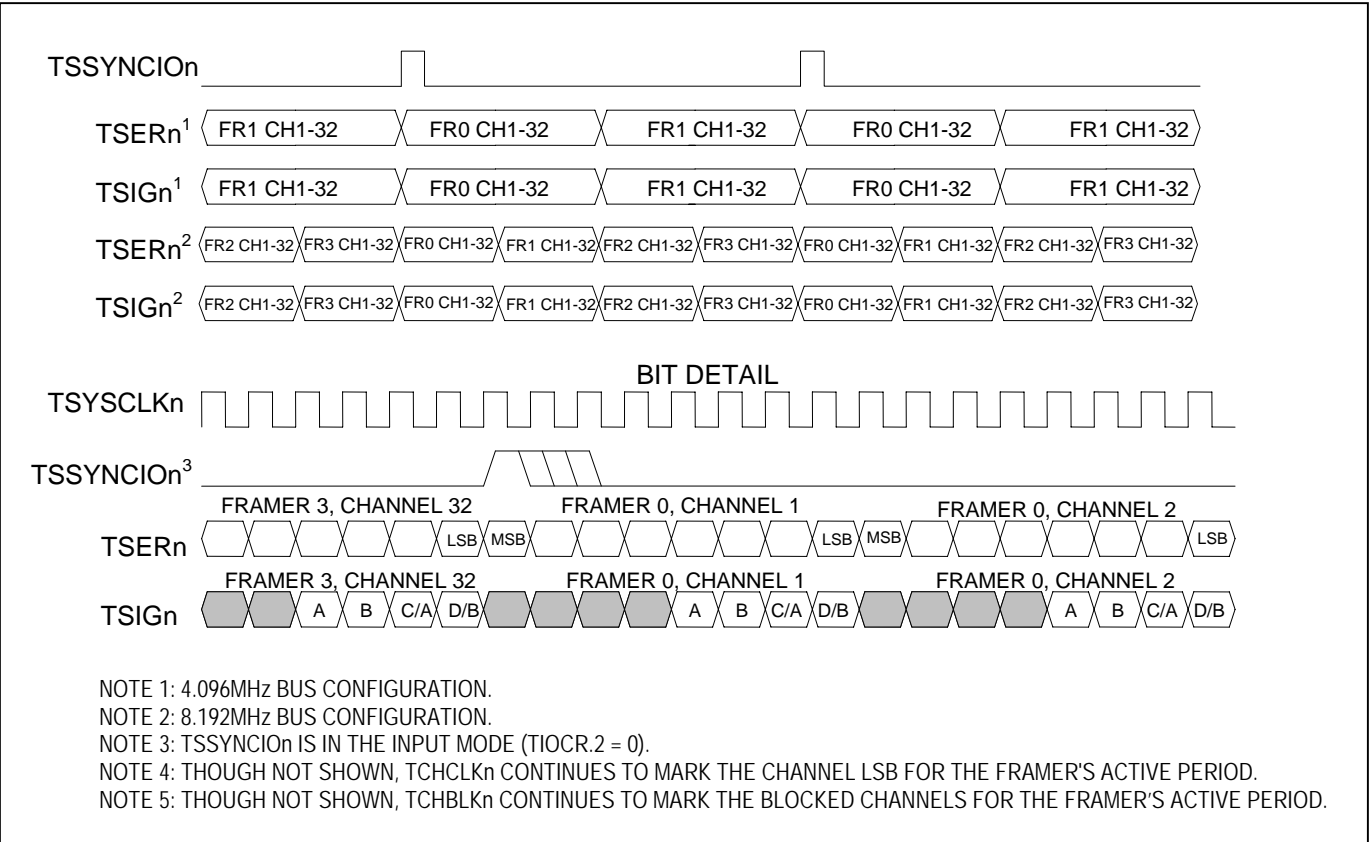 TSSYNCIOn
TSERn1 FR1 CH1-32 FR0 CH1-32 FR1 CH1-32 FR0 CH1-32 FR1 CH1-32
TSIGn1 FR1 CH1-32 FR0 CH1-32 FR1 CH1-32 FR0 CH1-32 FR1 CH1-32
TSERn2 FR2 CH1-32 FR3 CH1-32 FR0 CH1-32 FR1 CH1-32 FR2 CH1-32 FR3 CH1-32 FR0 CH1-32 FR1 CH1-32 FR2 CH1-32 FR3 CH1-32
TSIGn2 FR2 CH1-32 FR3 CH1-32 FR0 CH1-32 FR1 CH1-32 FR2 CH1-32 FR3 CH1-32 FR0 CH1-32 FR1 CH1-32 FR2 CH1-32 FR3 CH1-32
BIT DETAIL
TSYSCLKn
TSSYNCIOn3
FRAMER 3, CHANNEL 32 FRAMER 0, CHANNEL 1 FRAMER 0, CHANNEL 2
TSERn LSB MSB LSB MSB LSB
FRAMER 3, CHANNEL 32 FRAMER 0, CHANNEL 1 FRAMER 0, CHANNEL 2
TSIGn A B C/A D/B A B C/A D/B A B C/A D/B
NOTE 1: 4.096MHz BUS CONFIGURATION.
NOTE 2: 8.192MHz BUS CONFIGURATION.
NOTE 3: TSSYNCIOn IS IN THE INPUT MODE (TIOCR.2 = 0).
NOTE 4: THOUGH NOT SHOWN, TCHCLKn CONTINUES TO MARK THE CHANNEL LSB FOR THE FRAMER'S ACTIVE PERIOD.
NOTE 5: THOUGH NOT SHOWN, TCHBLKn CONTINUES TO MARK THE BLOCKED CHANNELS FOR THE FRAMER’S ACTIVE PERIOD.